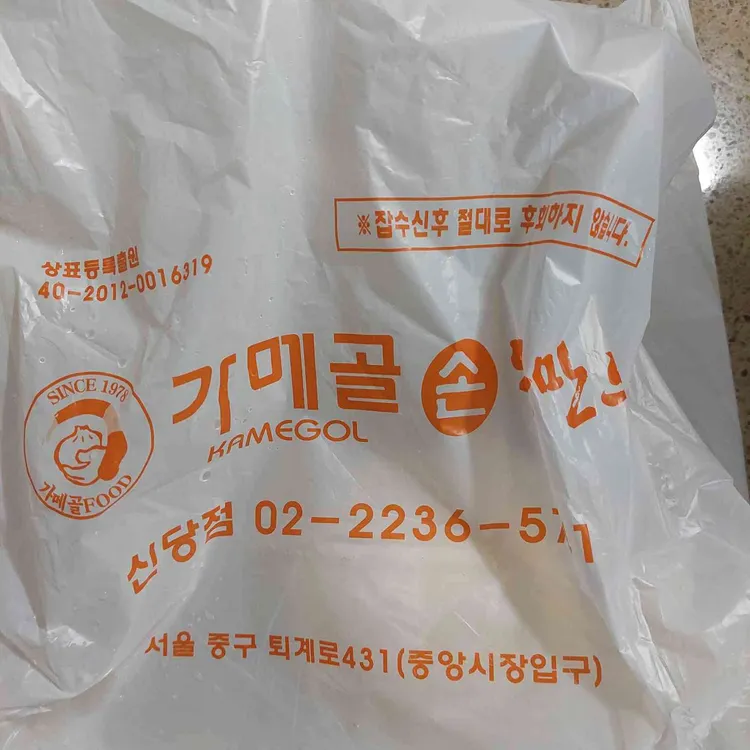 ※잡수신후 절대로 후회하지 않습니다.
상표등록출원
40-2012-0016319
가메골 손
KAMEGOL
SINCE 1978
가메골FOOD
신당점 02-2236-57
서울 중구 퇴계로431(중앙시장입구)